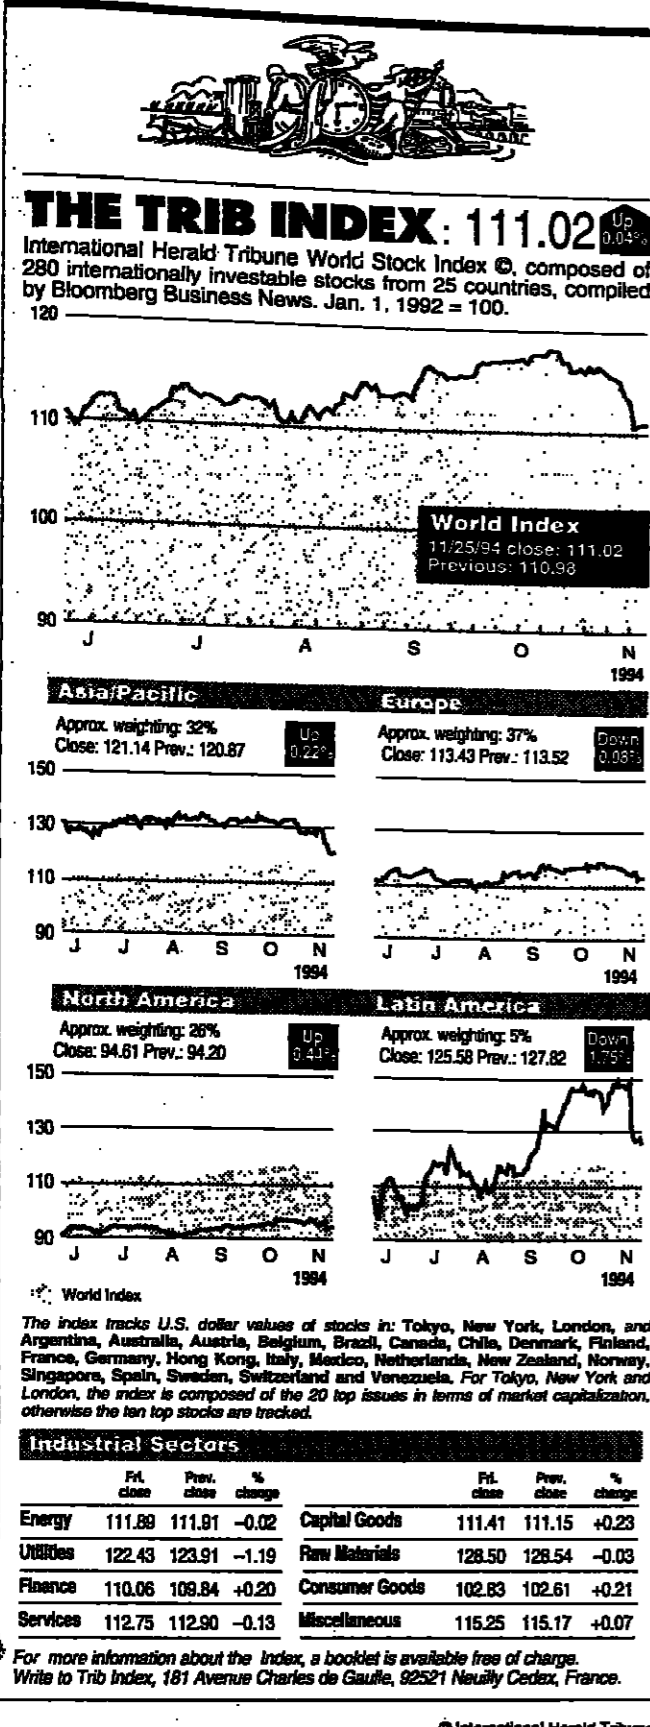 THE TRIB INDEX: 111.02 Up 0.04%
International Herald Tribune World Stock Index ©, composed of
280 internationally investable stocks from 25 countries, compiled
by Bloomberg Business News. Jan. 1, 1992 = 100.
120
110
100
90
World Index
11/25/94 close: 111.02
Previous: 110.98
J J A S O N
1994
Asia/Pacific
Approx. weighting: 32%
Close: 121.14 Prev.: 120.87
Up
0.22%
150
130
110
90
J J A S O N
1994
Europe
Approx. weighting: 37%
Close: 113.43 Prev.: 113.52
Down
0.08%
J J A S O N
1994
North America
Approx. weighting: 26%
Close: 94.61 Prev.: 94.20
Up
150
130
110
90
J J A S O N
1994
Latin America
Approx. weighting: 5%
Close: 125.58 Prev.: 127.82
Down
1.75%
J J A S O N
1994
World Index
The index tracks U.S. dollar values of stocks in: Tokyo, New York, London, and
Argentina, Australia, Austria, Belgium, Brazil, Canada, Chile, Denmark, Finland,
France, Germany, Hong Kong, Italy, Mexico, Netherlands, New Zealand, Norway,
Singapore, Spain, Sweden, Switzerland and Venezuela. For Tokyo, New York and
London, the index is composed of the 20 top issues in terms of market capitalization,
otherwise the ten top stocks are tracked.
Industrial Sectors
Fri. Prev. % Fri. Prev. %
close close change close close change
Energy 111.89 111.91 –0.02 Capital Goods 111.41 111.15 +0.23
Utilities 122.43 123.91 –1.19 Raw Materials 128.50 128.54 –0.03
Finance 110.06 109.84 +0.20 Consumer Goods 102.83 102.61 +0.21
Services 112.75 112.90 –0.13 Miscellaneous 115.25 115.17 +0.07
For more information about the Index, a booklet is available free of charge.
Write to Trib Index, 181 Avenue Charles de Gaulle, 92521 Neuilly Cedex, France.
© International Herald Tribune